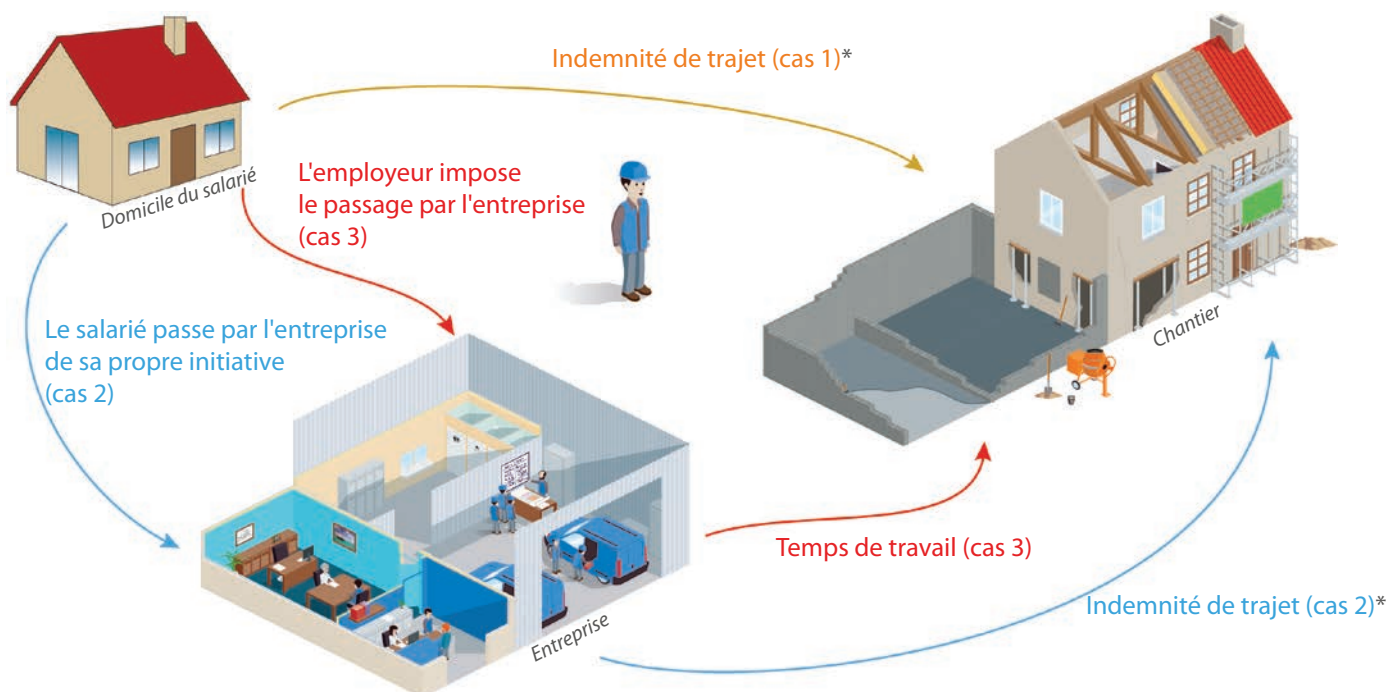 Indemnité de trajet (cas 1)*
Domicile du salarié
L'employeur impose
le passage par l'entreprise
(cas 3)
Le salarié passe par l'entreprise
de sa propre initiative
(cas 2)
Chantier
Temps de travail (cas 3)
Indemnité de trajet (cas 2)*
Entreprise